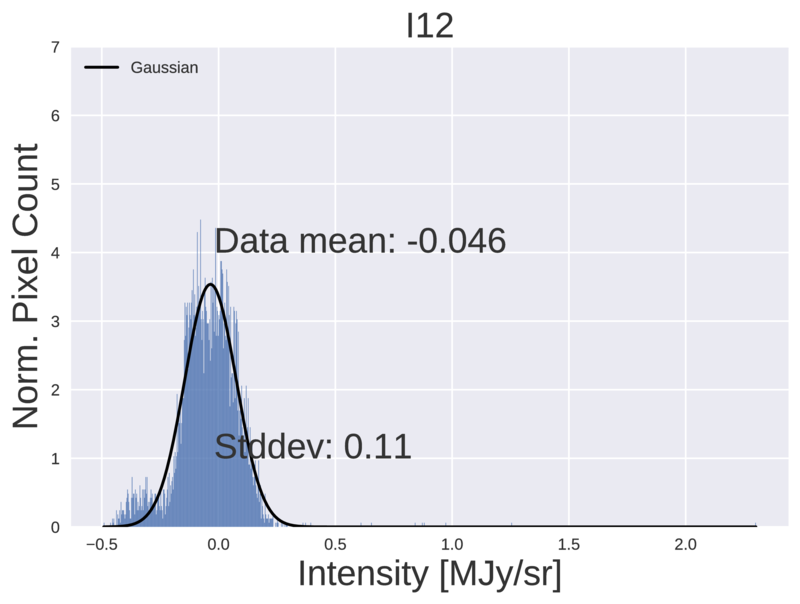 I12
7
Gaussian
6
5
4
Data mean: -0.046
3
2
1
Stddev: 0.11
0
Norm. Pixel Count
−0.5 0.0 0.5 1.0 1.5 2.0
Intensity [MJy/sr]